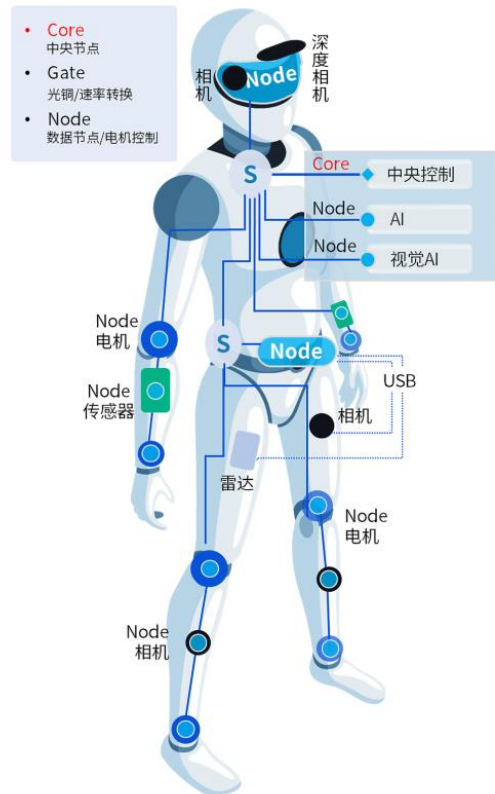 Core
中央节点
Gate
光铜/速率转换
Node
数据节点/电机控制
相机
Node
深度相机
S
Core
中央控制
Node
AI
Node
视觉AI
Node
电机
S
Node
USB
Node
传感器
相机
雷达
Node
电机
Node
相机